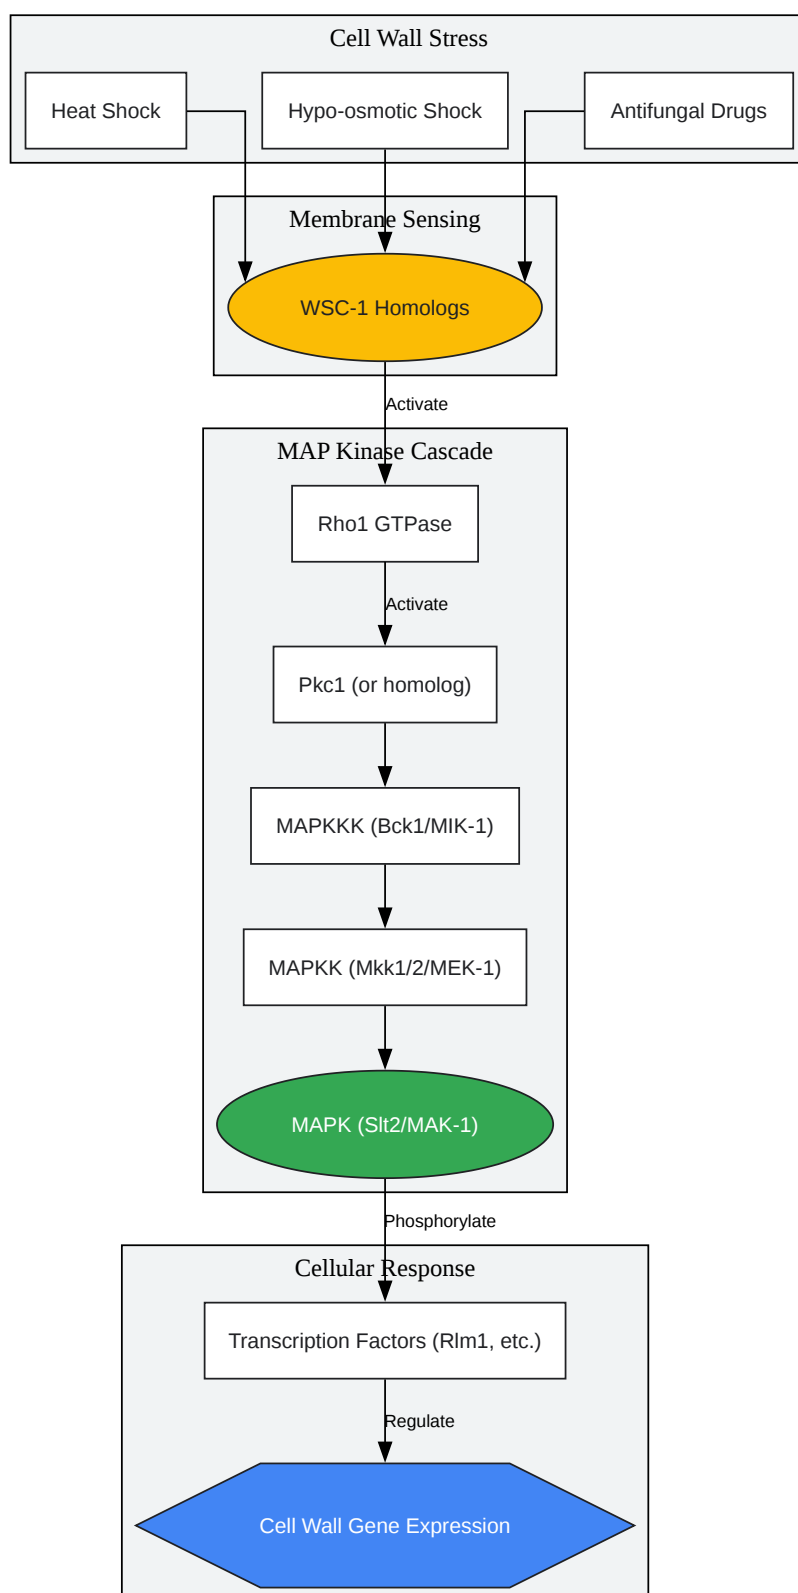 Cell Wall Stress
Heat Shock
Hypo-osmotic Shock
Antifungal Drugs
Membrane Sensing
WSC-1 Homologs
Activate
MAP Kinase Cascade
Rho1 GTPase
Activate
Pkc1 (or homolog)
MAPKKK (Bck1/MIK-1)
MAPKK (Mkk1/2/MEK-1)
MAPK (Slt2/MAK-1)
Phosphorylate
Cellular Response
Transcription Factors (Rlm1, etc.)
Regulate
Cell Wall Gene Expression